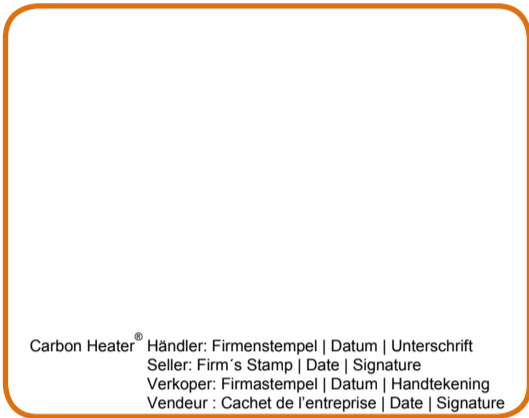 Carbon Heater® Händler: Firmenstempel | Datum | Unterschrift
Seller: Firm´s Stamp | Date | Signature
Verkoper: Firmastempel | Datum | Handtekening
Vendeur : Cachet de l'entreprise | Date | Signature